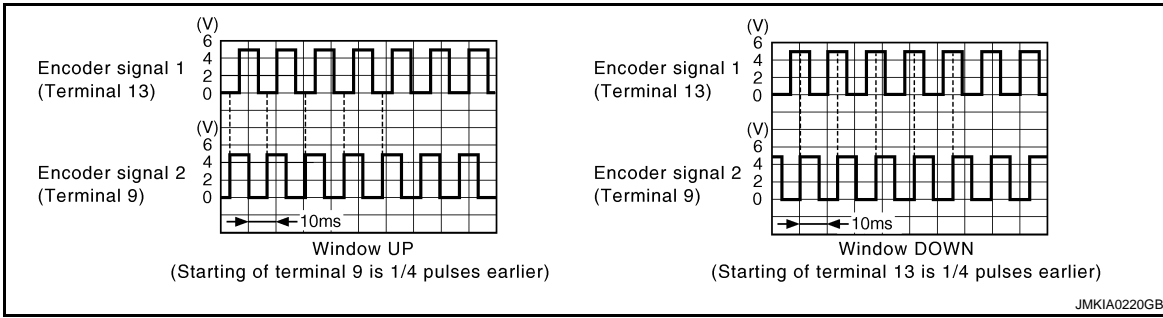 (V)
6
4
2
0
Encoder signal 1
(Terminal 13)
(V)
6
4
2
0
Encoder signal 2
(Terminal 9)
10ms
Window UP
(Starting of terminal 9 is 1/4 pulses earlier)
(V)
6
4
2
0
Encoder signal 1
(Terminal 13)
(V)
6
4
2
0
Encoder signal 2
(Terminal 9)
10ms
Window DOWN
(Starting of terminal 13 is 1/4 pulses earlier)
JMKIA0220GB